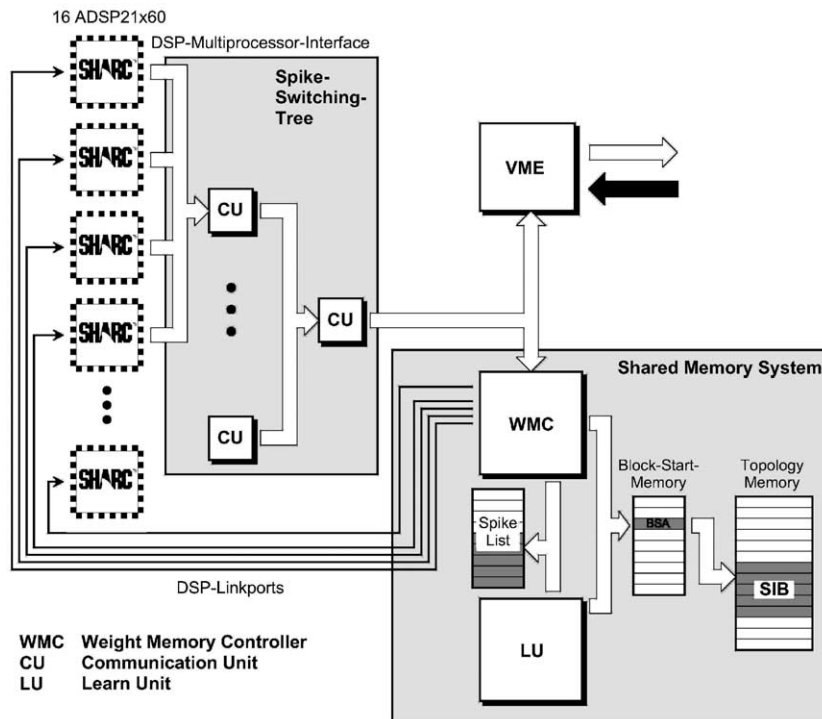 16 ADSP21x60
DSP-Multiprocessor-Interface
SHARC
Spike-
Switching-
Tree
SHARC
VME
CU
SHARC
SHARC
CU
Shared Memory System
WMC
CU
SHARC
Block-Start-
Memory
Topology
Memory
Spike
List
BSA
SIB
DSP-Linkports
LU
WMC Weight Memory Controller
CU Communication Unit
LU Learn Unit